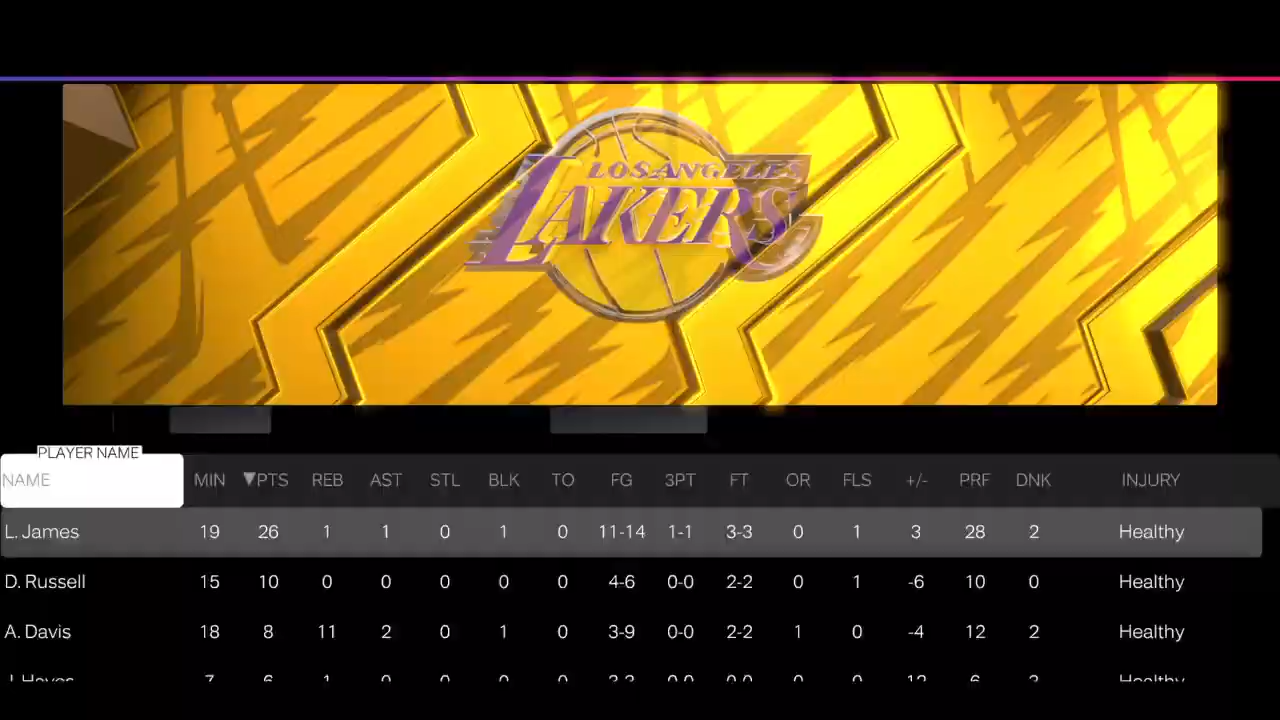 LOS ANGELES
LAKERS
PLAYER NAME
NAME MIN ▼PTS REB AST STL BLK TO FG 3PT FT OR FLS +/- PRF DNK INJURY
L. James 19 26 1 1 0 1 0 11-14 1-1 3-3 0 1 3 28 2 Healthy
D. Russell 15 10 0 0 0 0 0 4-6 0-0 2-2 0 1 -6 10 0 Healthy
A. Davis 18 8 11 2 0 1 0 3-9 0-0 2-2 1 0 -4 12 2 Healthy